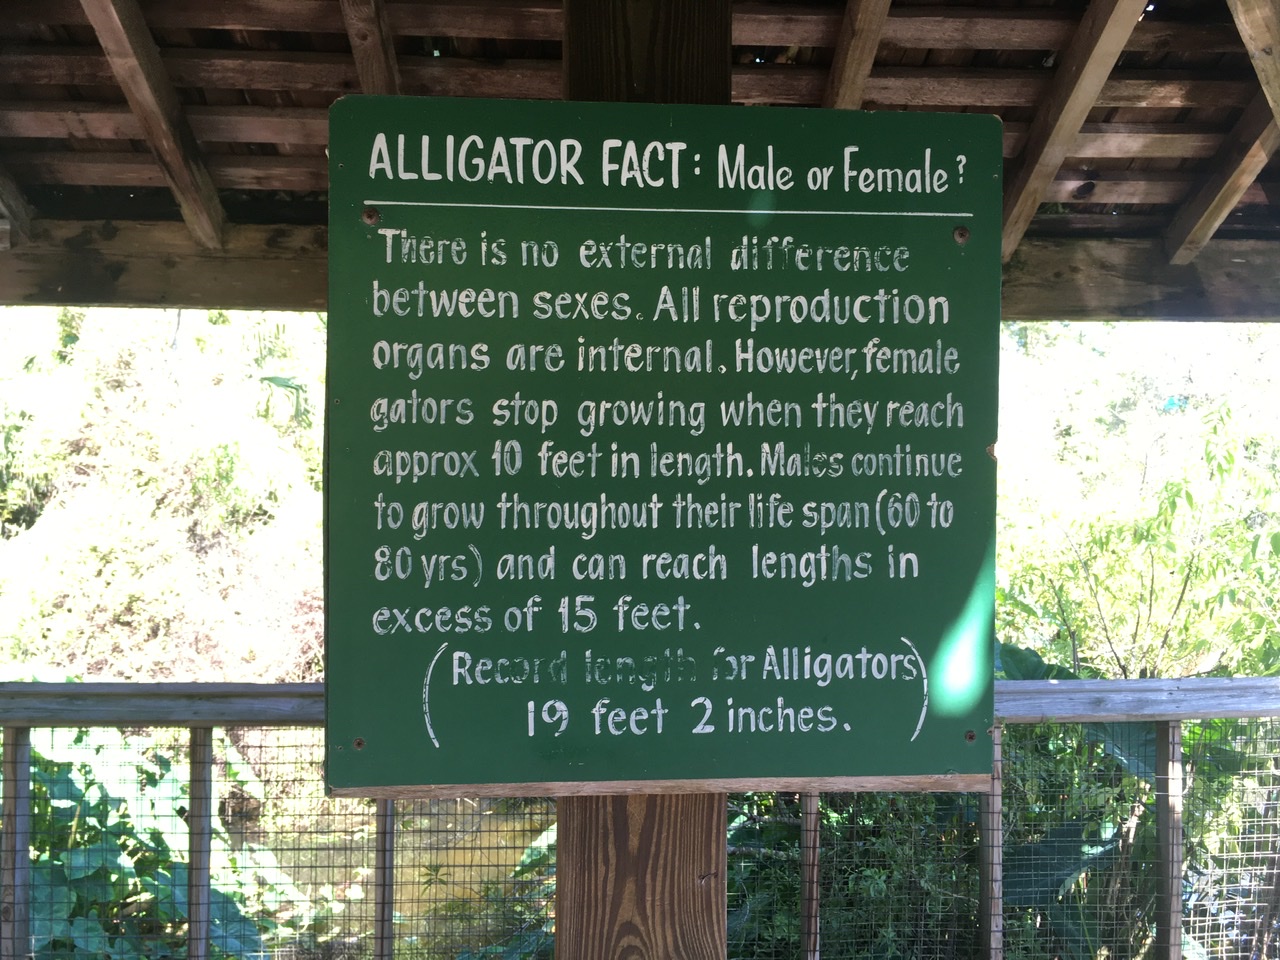 ALLIGATOR FACT: Male or Female?
There is no external difference
between sexes. All reproduction
organs are internal. However, female
gators stop growing when they reach
approx 10 feet in length. Males continue
to grow throughout their life span (60 to
80 yrs) and can reach lengths in
excess of 15 feet.
(Record length for Alligators)
19 feet 2 inches.